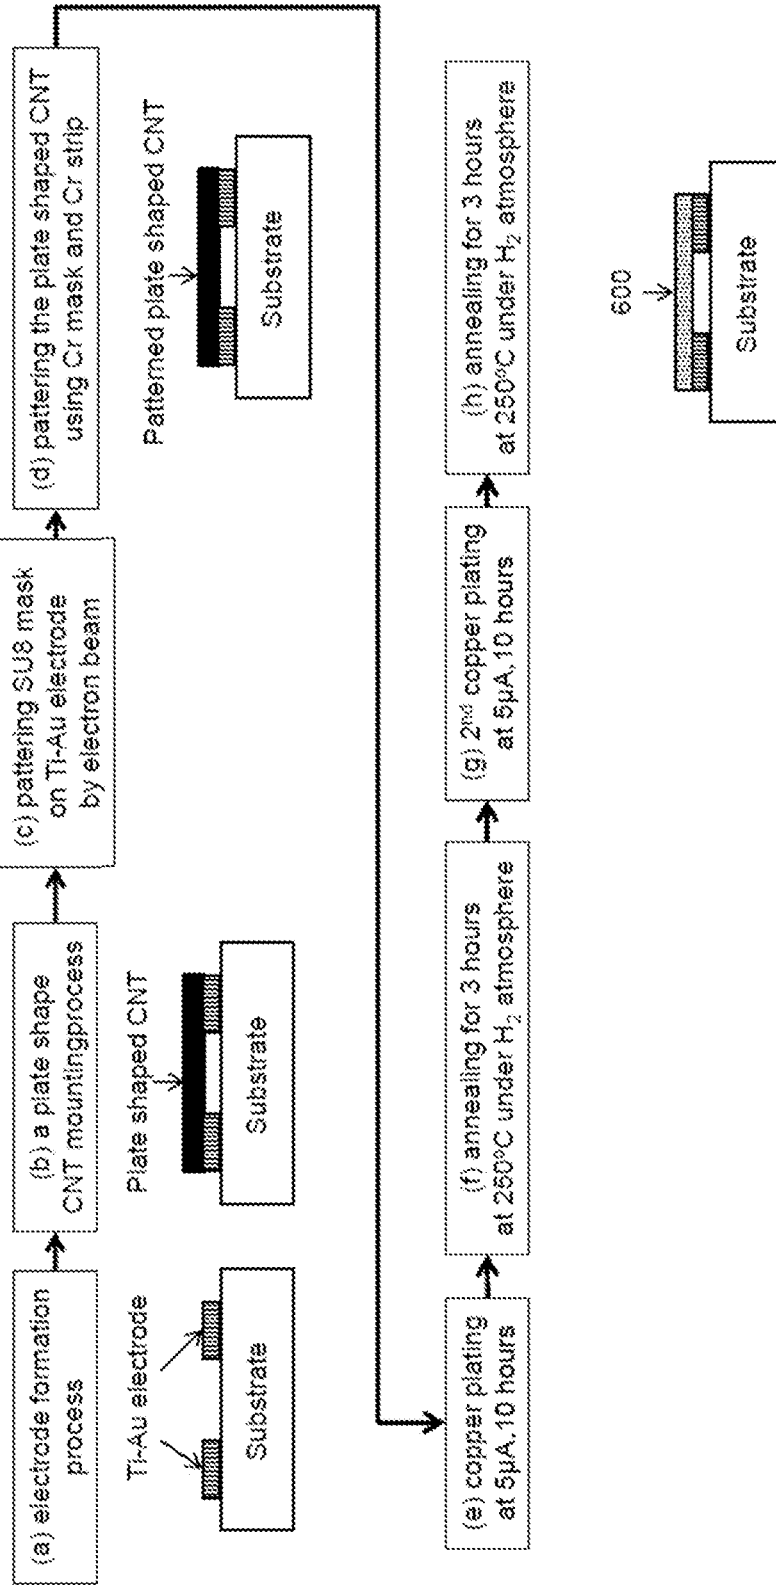 (a) electrode formation
process
Ti-Au electrode
Substrate
(b) a plate shape
CNT mountingprocess
Plate shaped CNT
Substrate
(c) pattering SU8 mask
on Ti-Au electrode
by electron beam
(d) pattering the plate shaped CNT
using Cr mask and Cr strip
Patterned plate shaped CNT
Substrate
(e) copper plating
at 5μA,10 hours
(f) annealing for 3 hours
at 250°C under H₂ atmosphere
(g) 2ⁿᵈ copper plating
at 5μA,10 hours
(h) annealing for 3 hours
at 250°C under H₂ atmosphere
600
Substrate